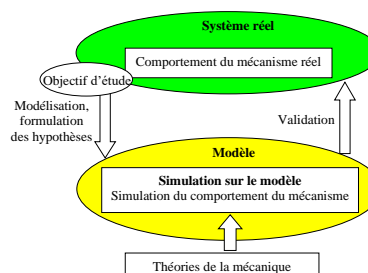 Système réel
Comportement du mécanisme réel
Objectif d'étude
Modélisation,
formulation
des hypothèses
Validation
Modèle
Simulation sur le modèle
Simulation du comportement du mécanisme
Théories de la mécanique